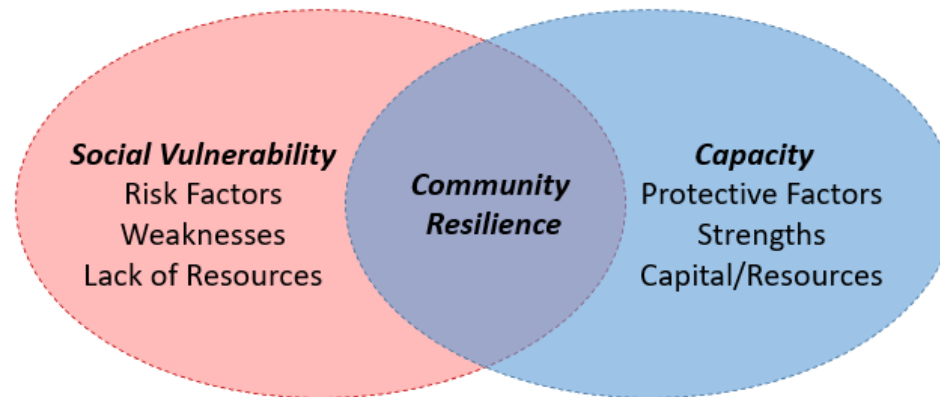 Social Vulnerability
Risk Factors
Weaknesses
Lack of Resources
Community
Resilience
Capacity
Protective Factors
Strengths
Capital/Resources